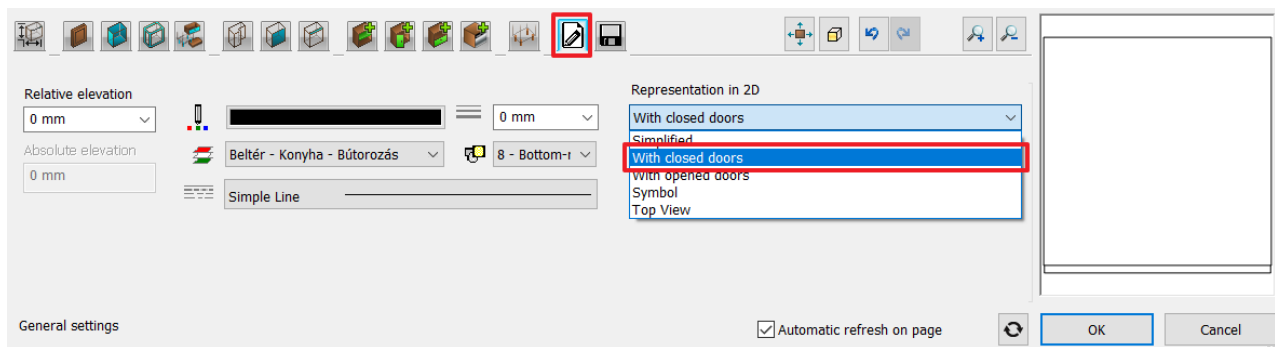 Relative elevation
0 mm
Absolute elevation
0 mm
0 mm
Beltér - Konyha - Bútorozás
8 - Bottom-r
Simple Line
Representation in 2D
With closed doors
Simplified
With closed doors
With opened doors
Symbol
Top View
General settings
Automatic refresh on page
OK
Cancel